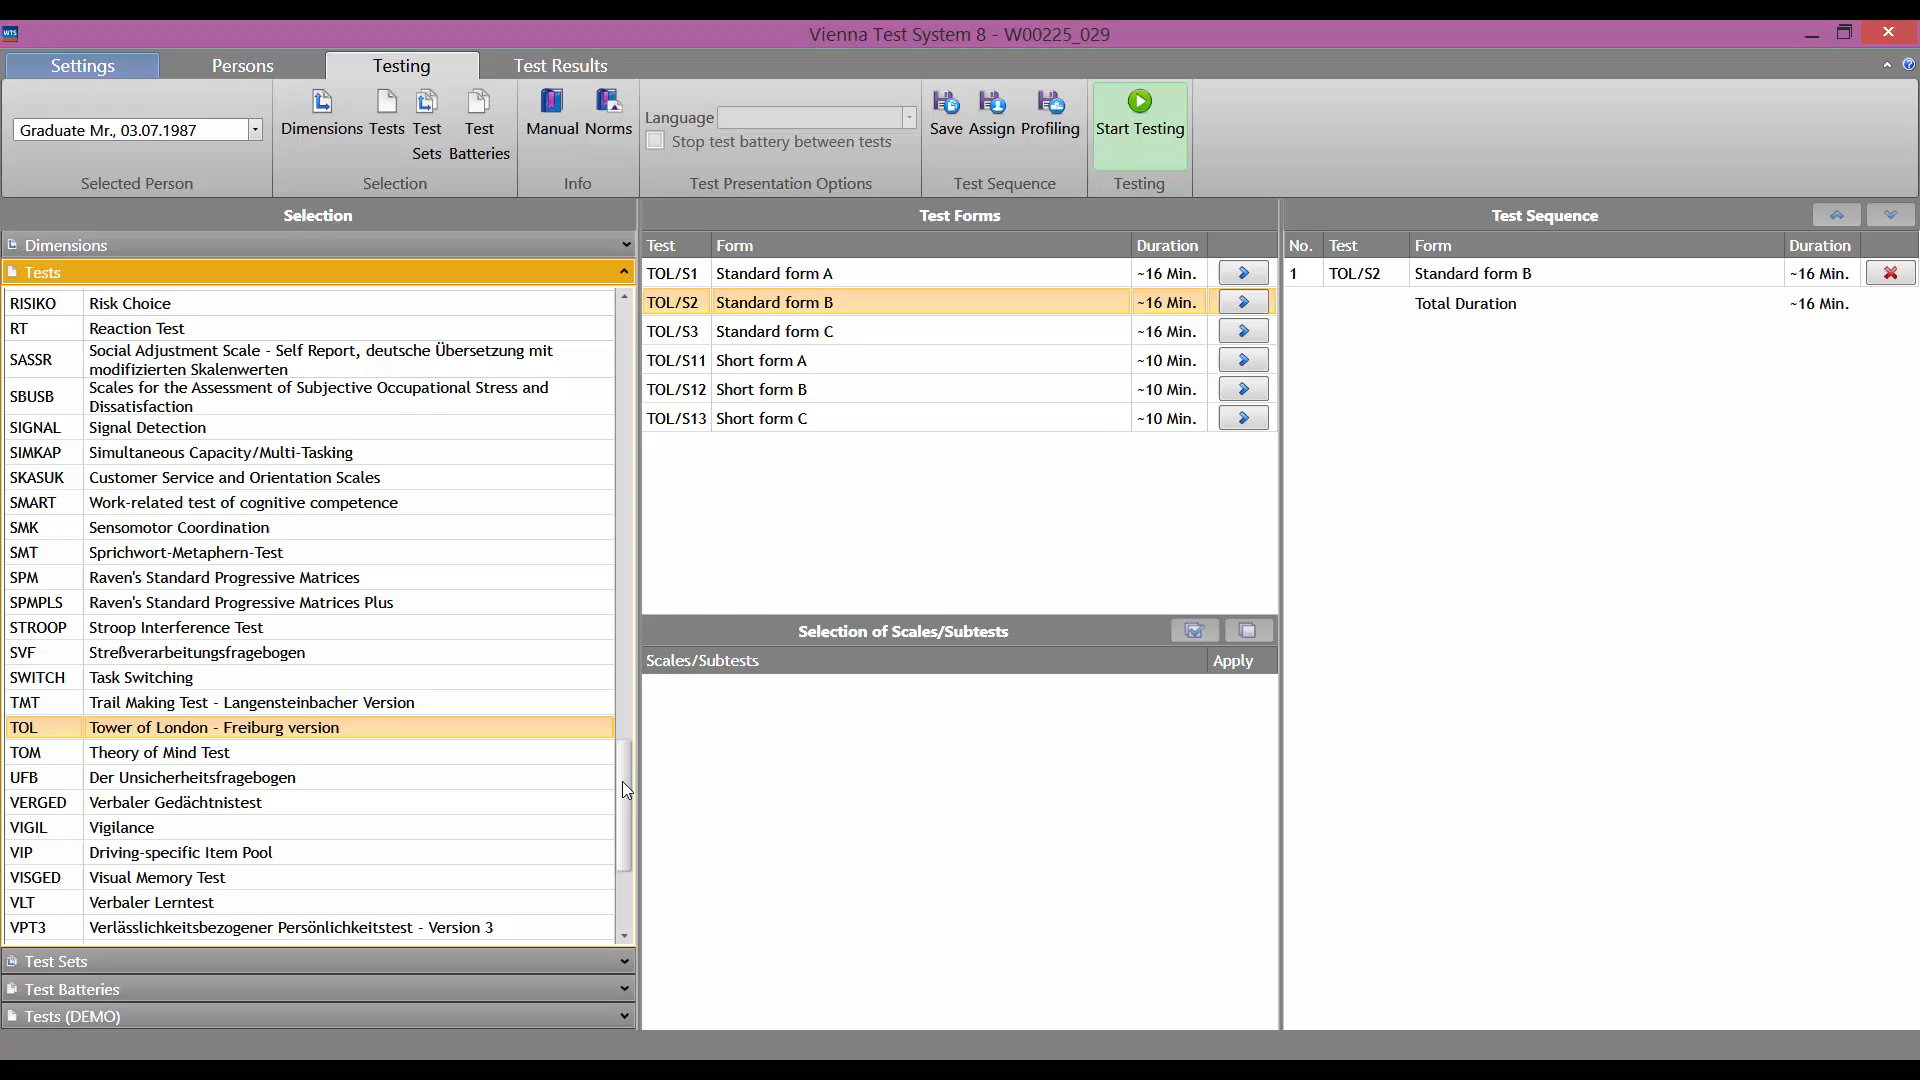 WTS
Vienna Test System 8 - W00225_029
Settings
Persons
Testing
Test Results
Graduate Mr., 03.07.1987
Selected Person
Dimensions
Tests
Test Sets
Test Batteries
Selection
Manual
Norms
Info
Language
Stop test battery between tests
Test Presentation Options
Save
Assign
Profiling
Test Sequence
Start Testing
Testing
Selection
Dimensions
Tests
RISIKO Risk Choice
RT Reaction Test
SASSR Social Adjustment Scale - Self Report, deutsche Übersetzung mit
modifizierten Skalenwerten
SBUSB Scales for the Assessment of Subjective Occupational Stress and
Dissatisfaction
SIGNAL Signal Detection
SIMKAP Simultaneous Capacity/Multi-Tasking
SKASUK Customer Service and Orientation Scales
SMART Work-related test of cognitive competence
SMK Sensomotor Coordination
SMT Sprichwort-Metaphern-Test
SPM Raven's Standard Progressive Matrices
SPMPLS Raven's Standard Progressive Matrices Plus
STROOP Stroop Interference Test
SVF Streßverarbeitungsfragebogen
SWITCH Task Switching
TMT Trail Making Test - Langensteinbacher Version
TOL Tower of London - Freiburg version
TOM Theory of Mind Test
UFB Der Unsicherheitsfragebogen
VERGED Verbaler Gedächtnistest
VIGIL Vigilance
VIP Driving-specific Item Pool
VISGED Visual Memory Test
VLT Verbaler Lerntest
VPT3 Verlässlichkeitsbezogener Persönlichkeitstest - Version 3
Test Sets
Test Batteries
Tests (DEMO)
Test Forms
Test Form Duration
TOL/S1 Standard form A ~16 Min.
TOL/S2 Standard form B ~16 Min.
TOL/S3 Standard form C ~16 Min.
TOL/S11 Short form A ~10 Min.
TOL/S12 Short form B ~10 Min.
TOL/S13 Short form C ~10 Min.
Selection of Scales/Subtests
Scales/Subtests Apply
Test Sequence
No. Test Form Duration
1 TOL/S2 Standard form B ~16 Min.
Total Duration ~16 Min.